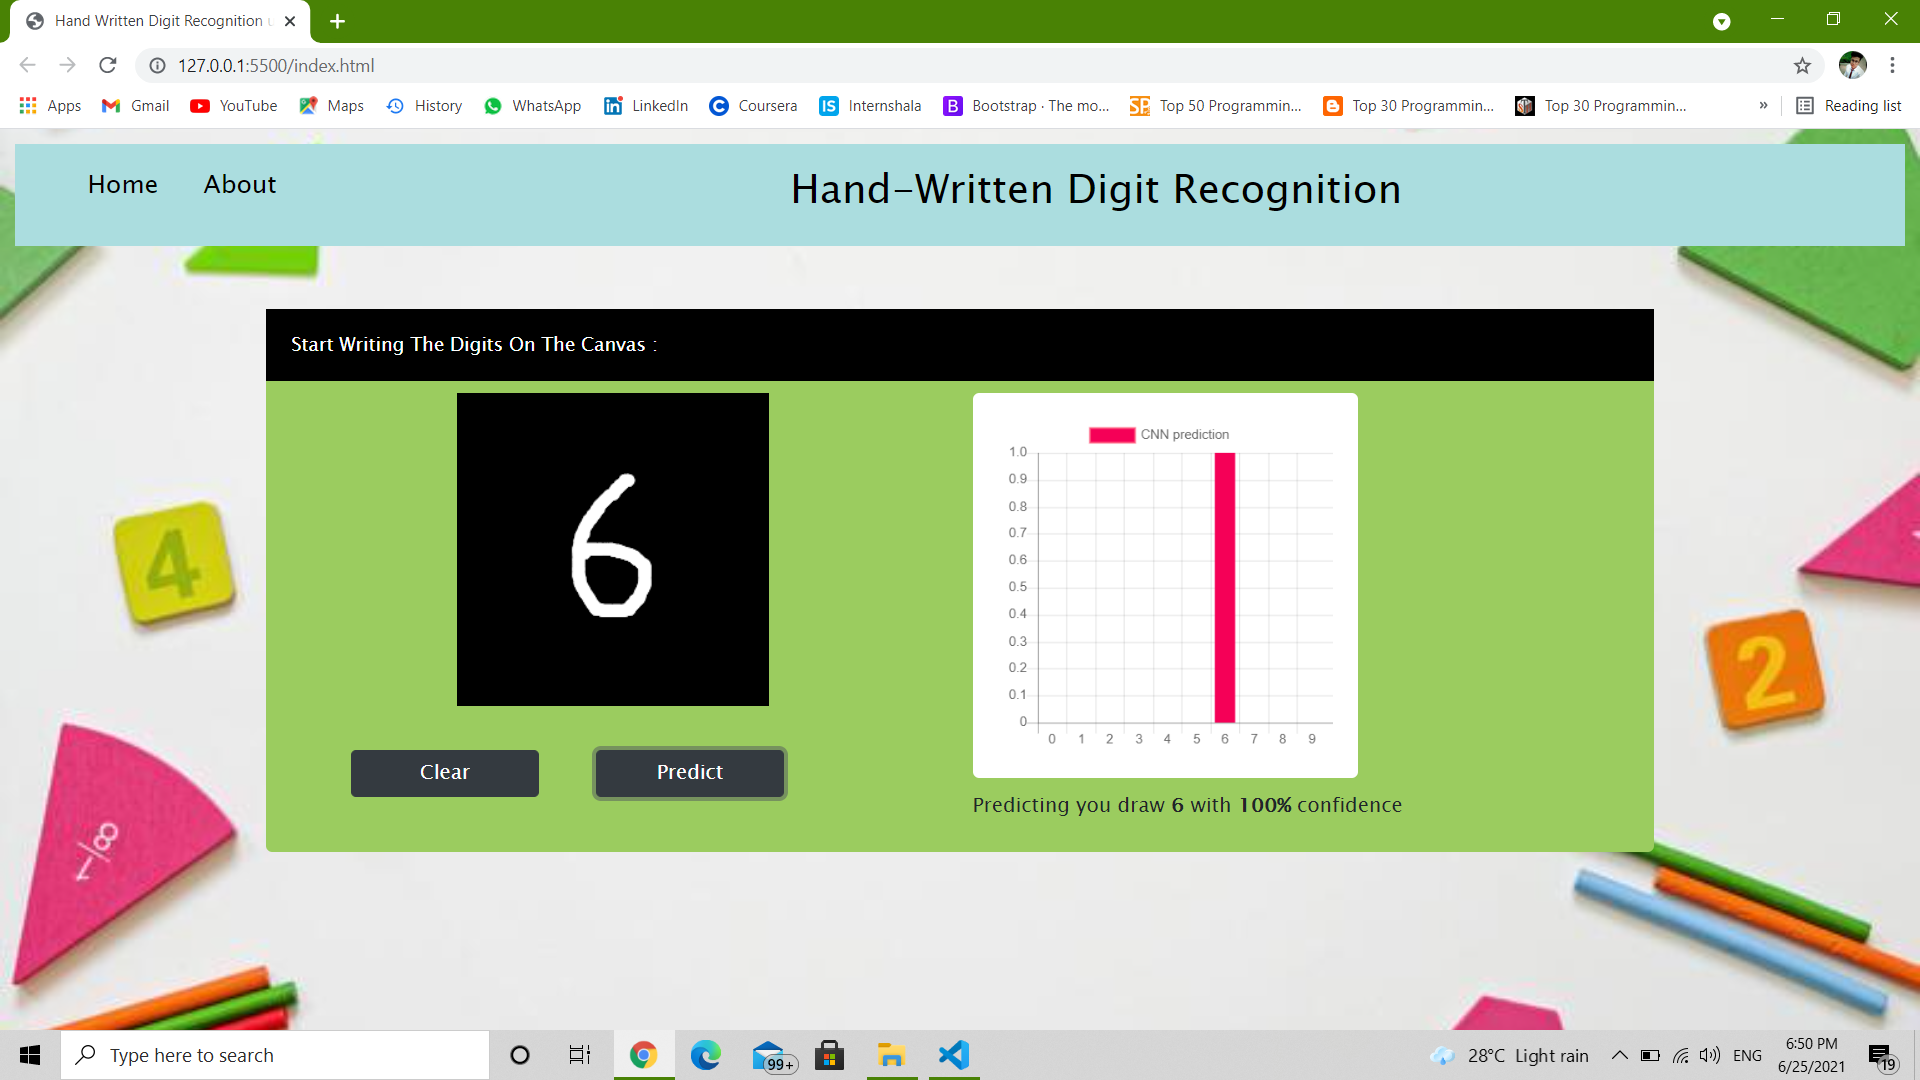 Hand Written Digit Recognition
127.0.0.1:5500/index.html
Apps Gmail YouTube Maps History WhatsApp LinkedIn Coursera Internshala Bootstrap · The mo... Top 50 Programmin... Top 30 Programmin... Top 30 Programmin... » Reading list
Home About Hand-Written Digit Recognition
Start Writing The Digits On The Canvas :
6
CNN prediction
1.0
0.9
0.8
0.7
0.6
0.5
0.4
0.3
0.2
0.1
0
0 1 2 3 4 5 6 7 8 9
Clear Predict
Predicting you draw 6 with 100% confidence
4
2
1/8
Type here to search
99+
28°C Light rain
ENG
6:50 PM
6/25/2021
19